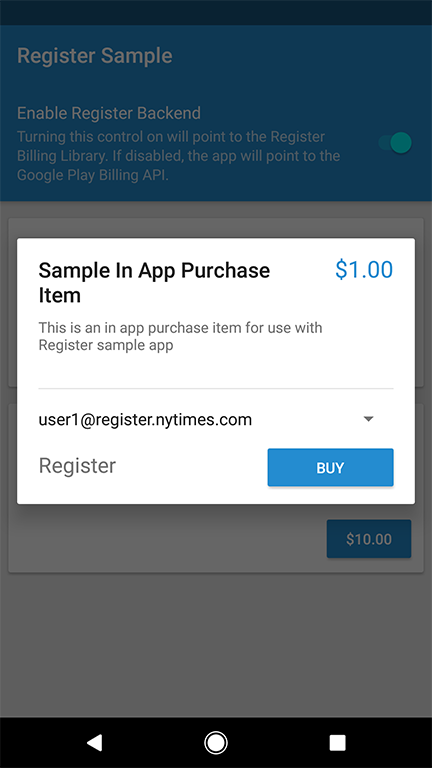 Register Sample
Enable Register Backend
Turning this control on will point to the Register
Billing Library. If disabled, the app will point to the
Google Play Billing API.
Sample In App Purchase
Item
$1.00
This is an in app purchase item for use with
Register sample app
user1@register.nytimes.com
Register
BUY
$10.00